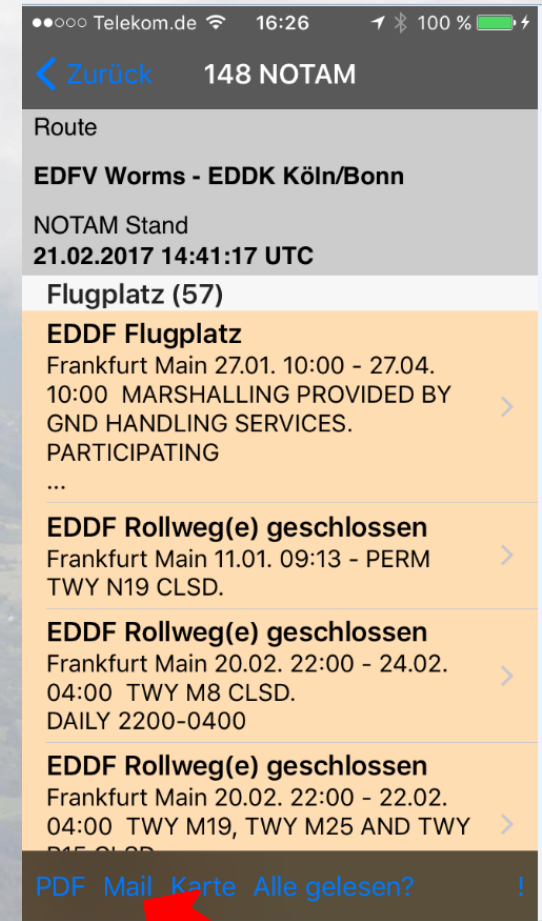 Telekom.de 16:26 100 %
Zurück 148 NOTAM
Route
EDFV Worms - EDDK Köln/Bonn
NOTAM Stand
21.02.2017 14:41:17 UTC
Flugplatz (57)
EDDF Flugplatz
Frankfurt Main 27.01. 10:00 - 27.04.
10:00 MARSHALLING PROVIDED BY
GND HANDLING SERVICES.
PARTICIPATING
...
EDDF Rollweg(e) geschlossen
Frankfurt Main 11.01. 09:13 - PERM
TWY N19 CLSD.
EDDF Rollweg(e) geschlossen
Frankfurt Main 20.02. 22:00 - 24.02.
04:00 TWY M8 CLSD.
DAILY 2200-0400
EDDF Rollweg(e) geschlossen
Frankfurt Main 20.02. 22:00 - 22.02.
04:00 TWY M19, TWY M25 AND TWY
PDF Mail Karte Alle gelesen? !